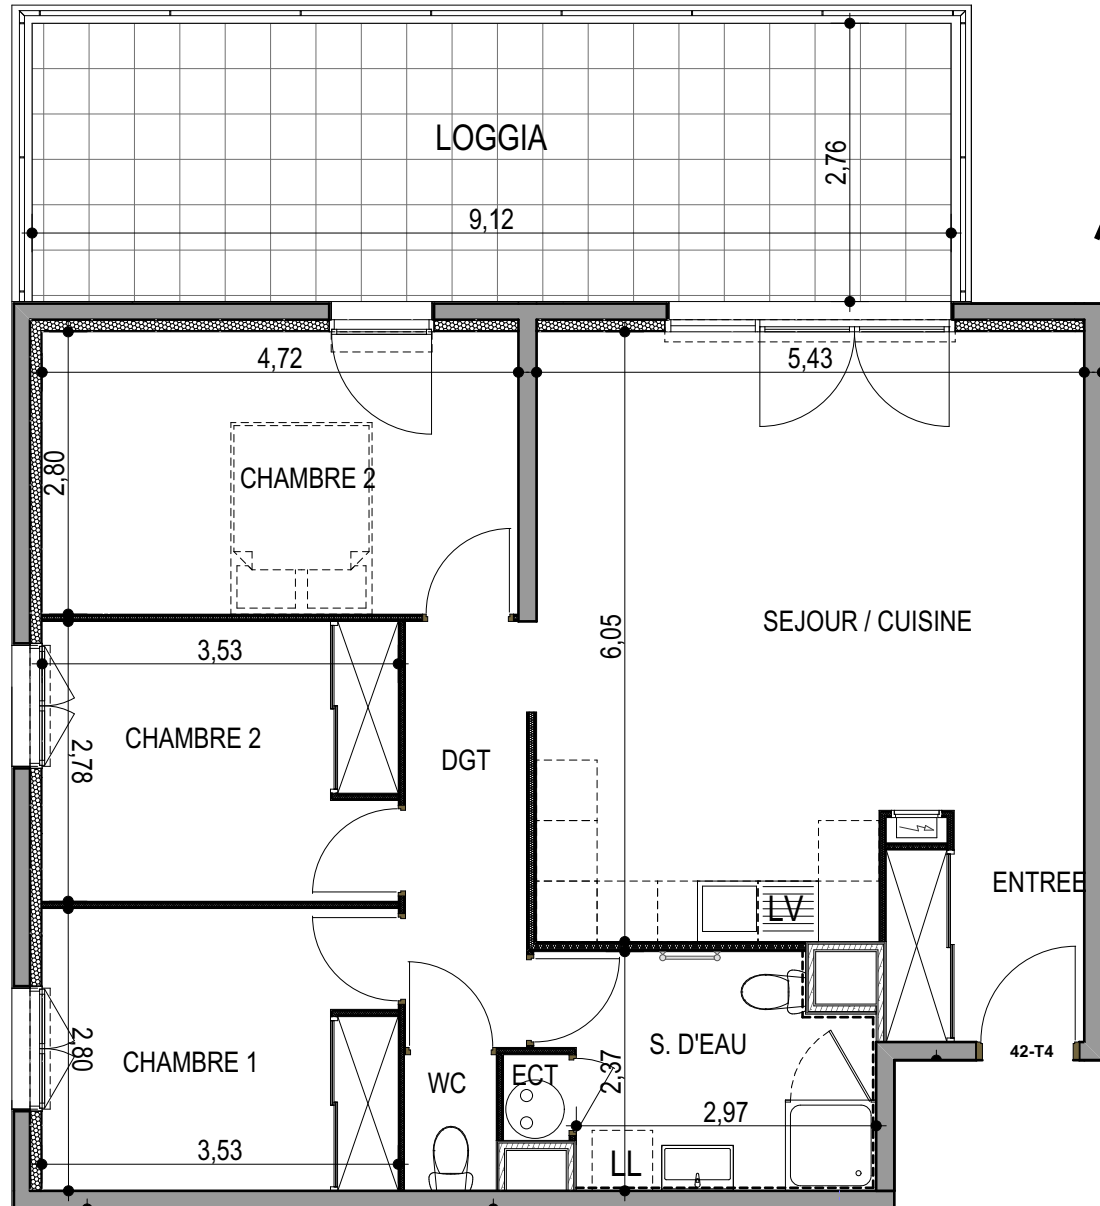 LOGGIA
2,76
9,12
4,72
5,43
2,80
CHAMBRE 2
6,05
SEJOUR / CUISINE
3,53
CHAMBRE 2
2,78
DGT
ENTREE
LV
2,80
CHAMBRE 1
WC
ECT
2,37
S. D'EAU
42-T4
2,97
3,53
LL